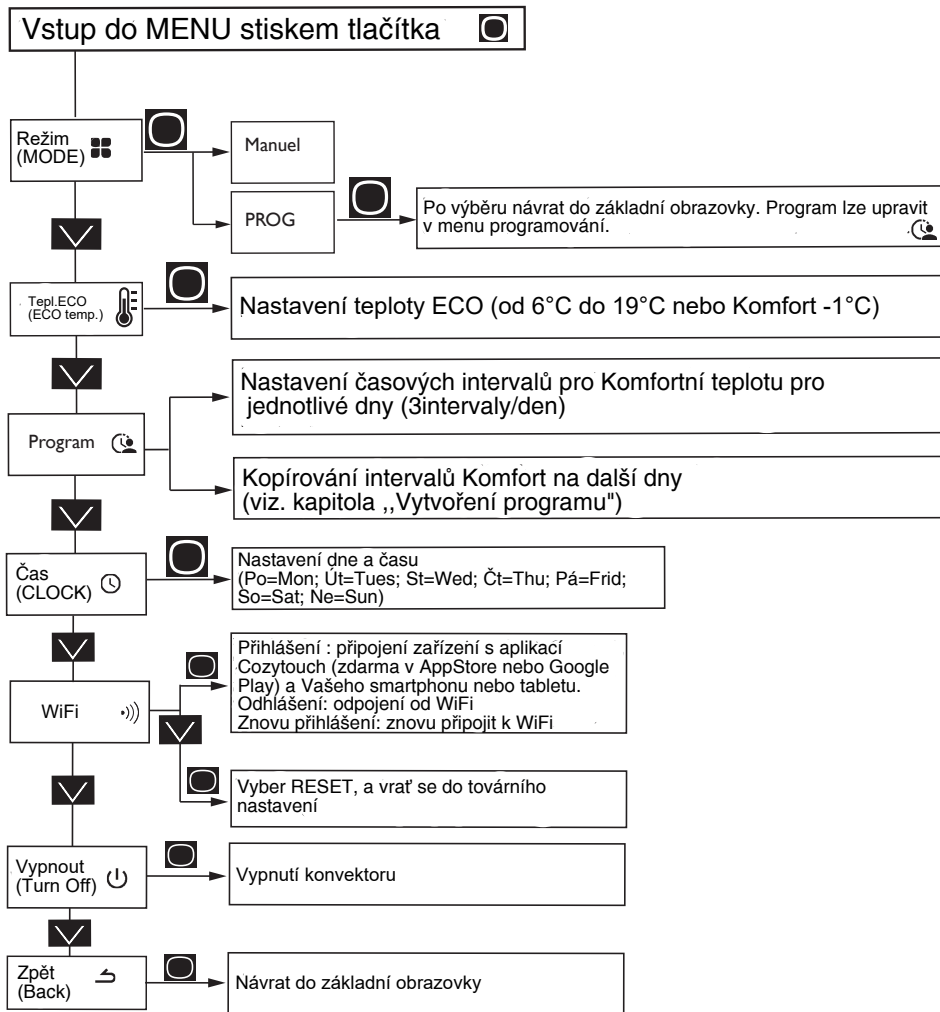 Vstup do MENU stiskem tlačítka
Režim
(MODE)
Manuel
PROG
Po výběru návrat do základní obrazovky. Program lze upravit
v menu programování.
Tepl.ECO
(ECO temp.)
Nastavení teploty ECO (od 6°C do 19°C nebo Komfort -1°C)
Program
Nastavení časových intervalů pro Komfortní teplotu pro
jednotlivé dny (3intervaly/den)
Kopírování intervalů Komfort na další dny
(viz. kapitola ,,Vytvoření programu")
Čas
(CLOCK)
Nastavení dne a času
(Po=Mon; Út=Tues; St=Wed; Čt=Thu; Pá=Frid;
So=Sat; Ne=Sun)
WiFi
Přihlášení : připojení zařízení s aplikací
Cozytouch (zdarma v AppStore nebo Google
Play) a Vašeho smartphonu nebo tabletu.
Odhlášení: odpojení od WiFi
Znovu přihlášení: znovu připojit k WiFi
Vyber RESET, a vrať se do továrního
nastavení
Vypnout
(Turn Off)
Vypnutí konvektoru
Zpět
(Back)
Návrat do základní obrazovky